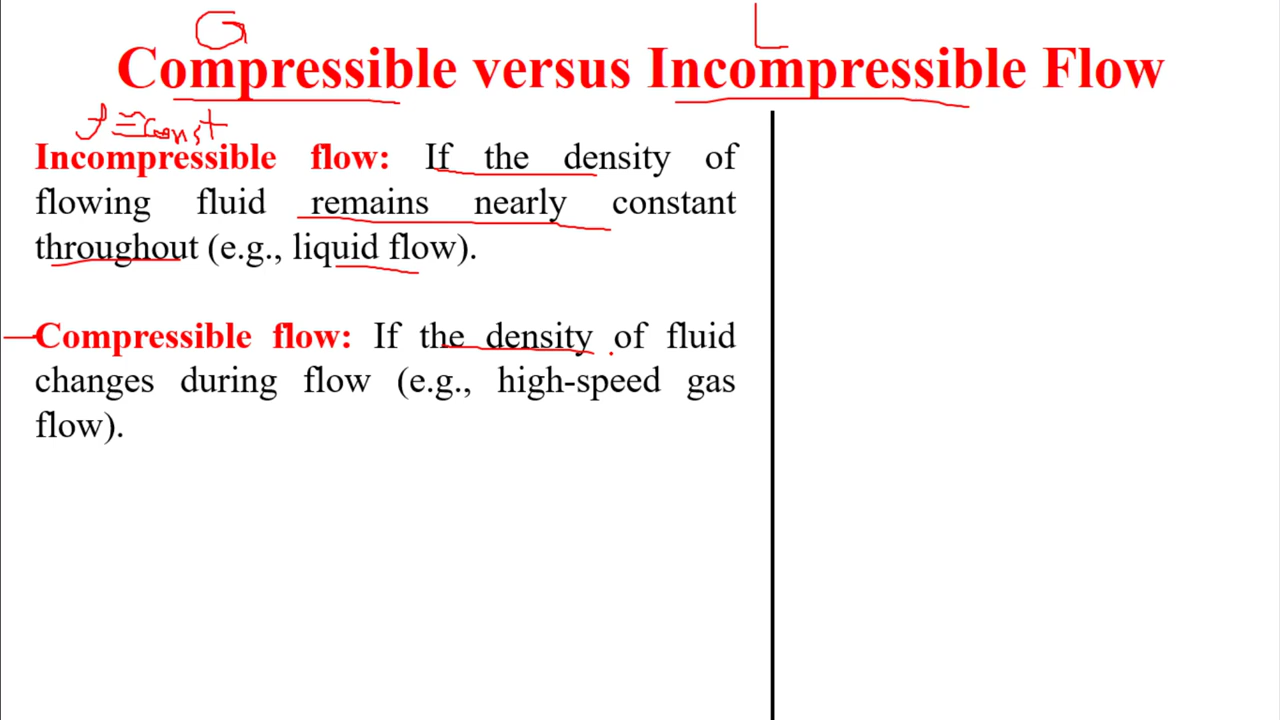 G L
Compressible versus Incompressible Flow
ρ ≅ const
Incompressible flow: If the density of
flowing fluid remains nearly constant
throughout (e.g., liquid flow).
Compressible flow: If the density of fluid
changes during flow (e.g., high-speed gas
flow).